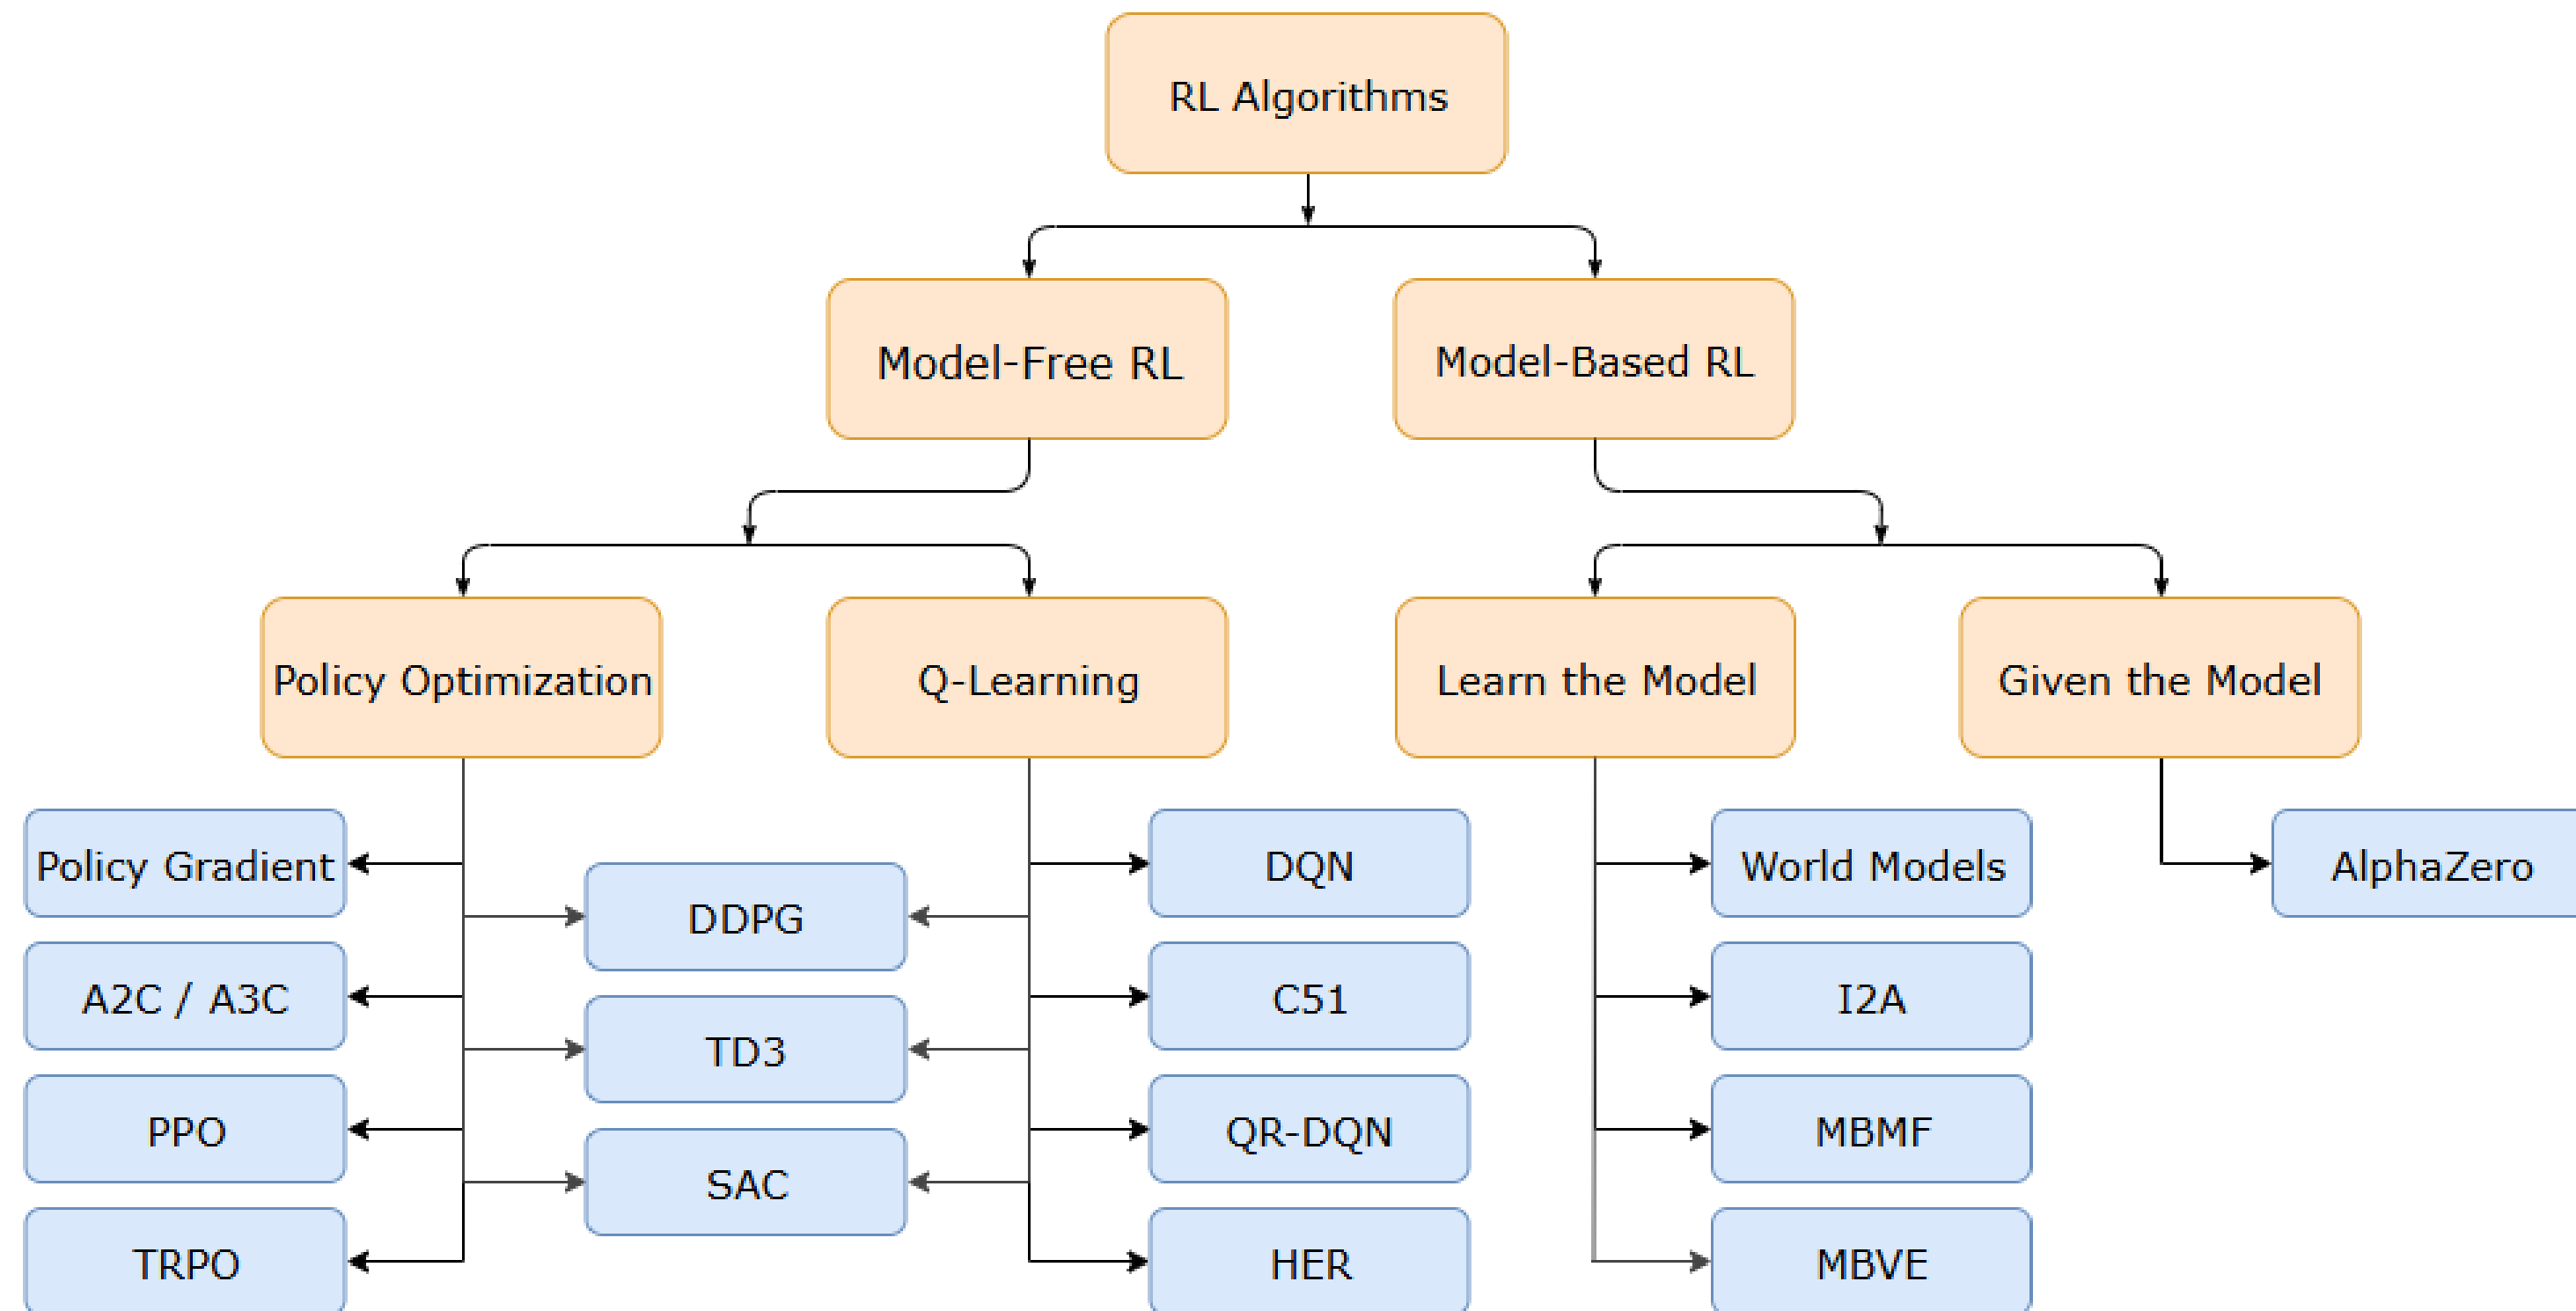 RL Algorithms
Model-Free RL
Model-Based RL
Policy Optimization
Q-Learning
Learn the Model
Given the Model
Policy Gradient
DQN
World Models
AlphaZero
DDPG
A2C / A3C
C51
I2A
TD3
PPO
QR-DQN
MBMF
SAC
TRPO
HER
MBVE